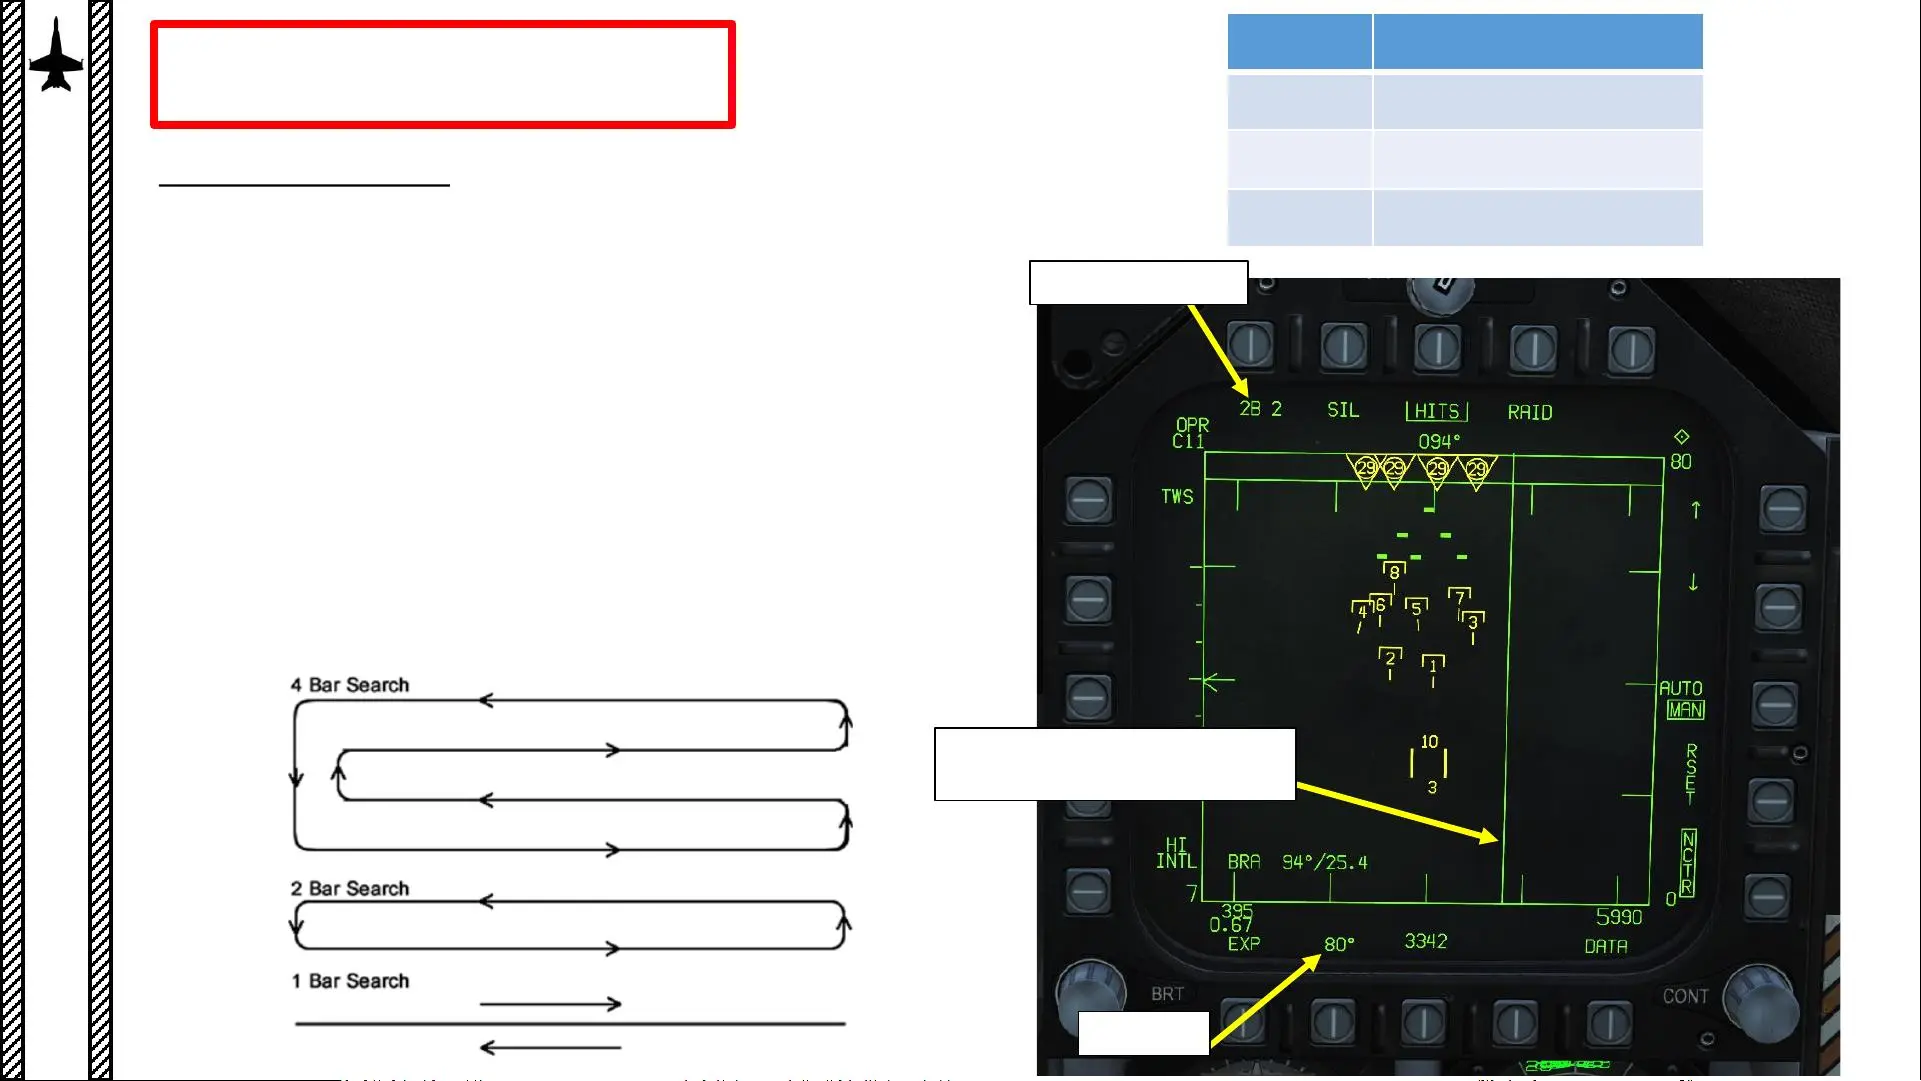 2B 2
SIL
HITS
RAID
OPR
C11
094°
80
29
29
29
29
TWS
8
4
6
5
7
3
2
1
AUTO
MAN
10
3
RSET
HI
INTL
BRA 94°/25.4
NCTR
7
0
395
0.67
5990
EXP
80°
3342
DATA
BRT
CONT
4 Bar Search
2 Bar Search
1 Bar Search